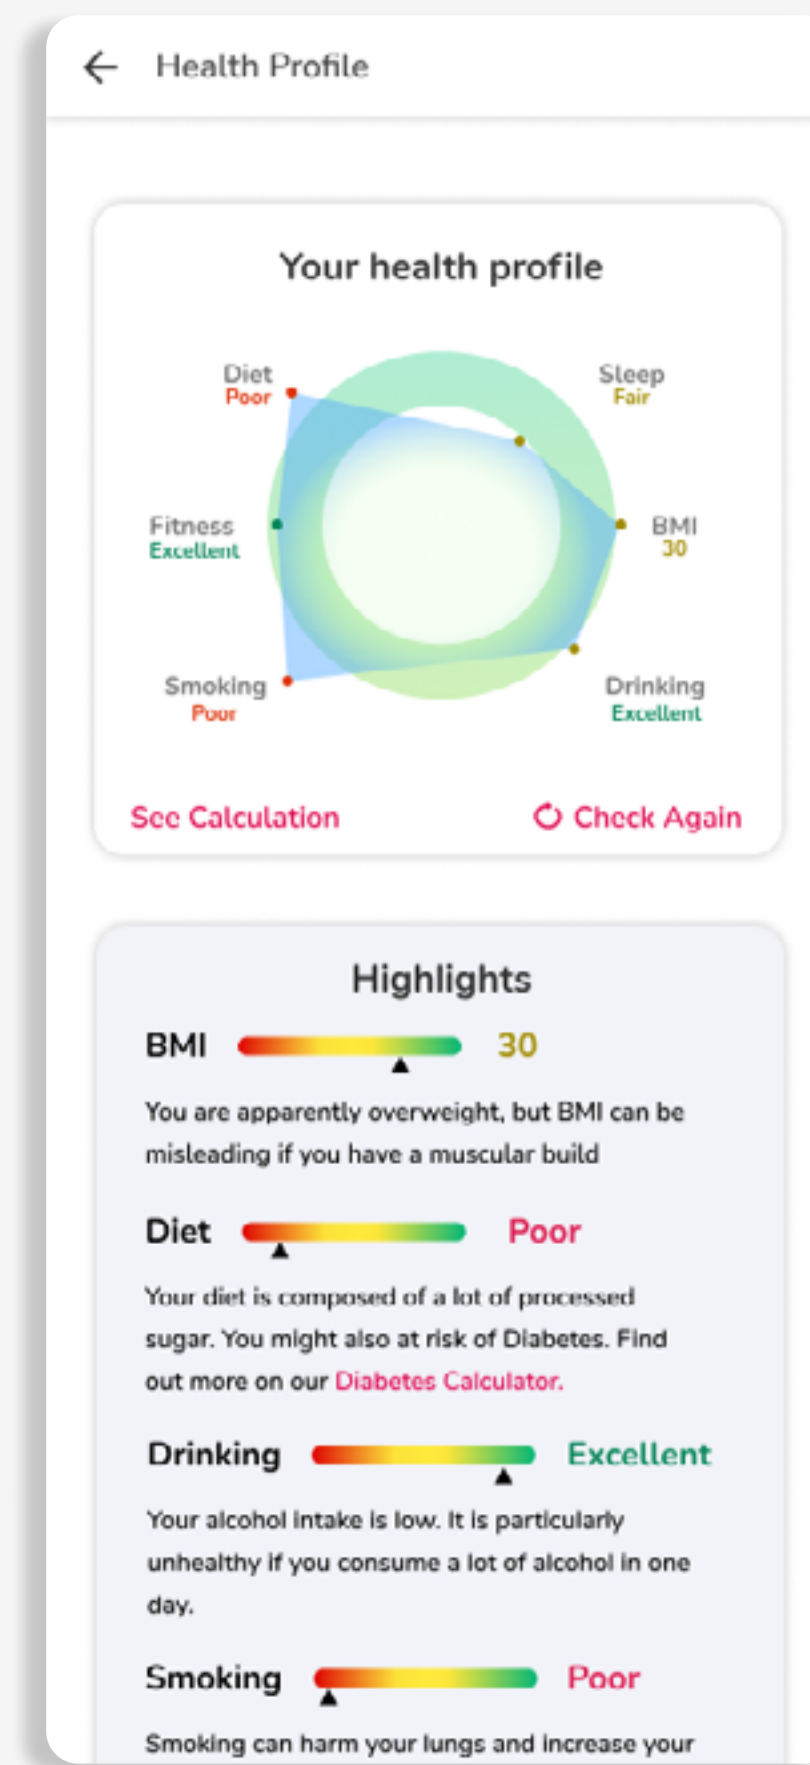 Health Profile
Your health profile
Diet
Poor
Sleep
Fair
Fitness
Excellent
BMI
30
Smoking
Poor
Drinking
Excellent
See Calculation
Check Again
Highlights
BMI 30
You are apparently overweight, but BMI can be
misleading if you have a muscular build
Diet Poor
Your diet is composed of a lot of processed
sugar. You might also at risk of Diabetes. Find
out more on our Diabetes Calculator.
Drinking Excellent
Your alcohol intake is low. It is particularly
unhealthy if you consume a lot of alcohol in one
day.
Smoking Poor
Smoking can harm your lungs and increase your